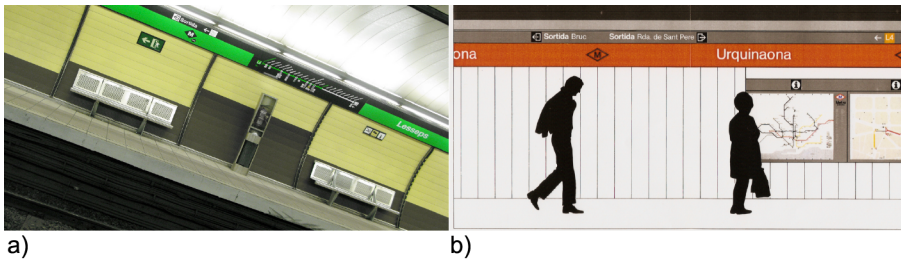 Sortida
M
Lesseps
Sortida Bruc
Sortida Rda. de Sant Pere
← L4
ona
M
Urquinaona
i
i
a)
b)